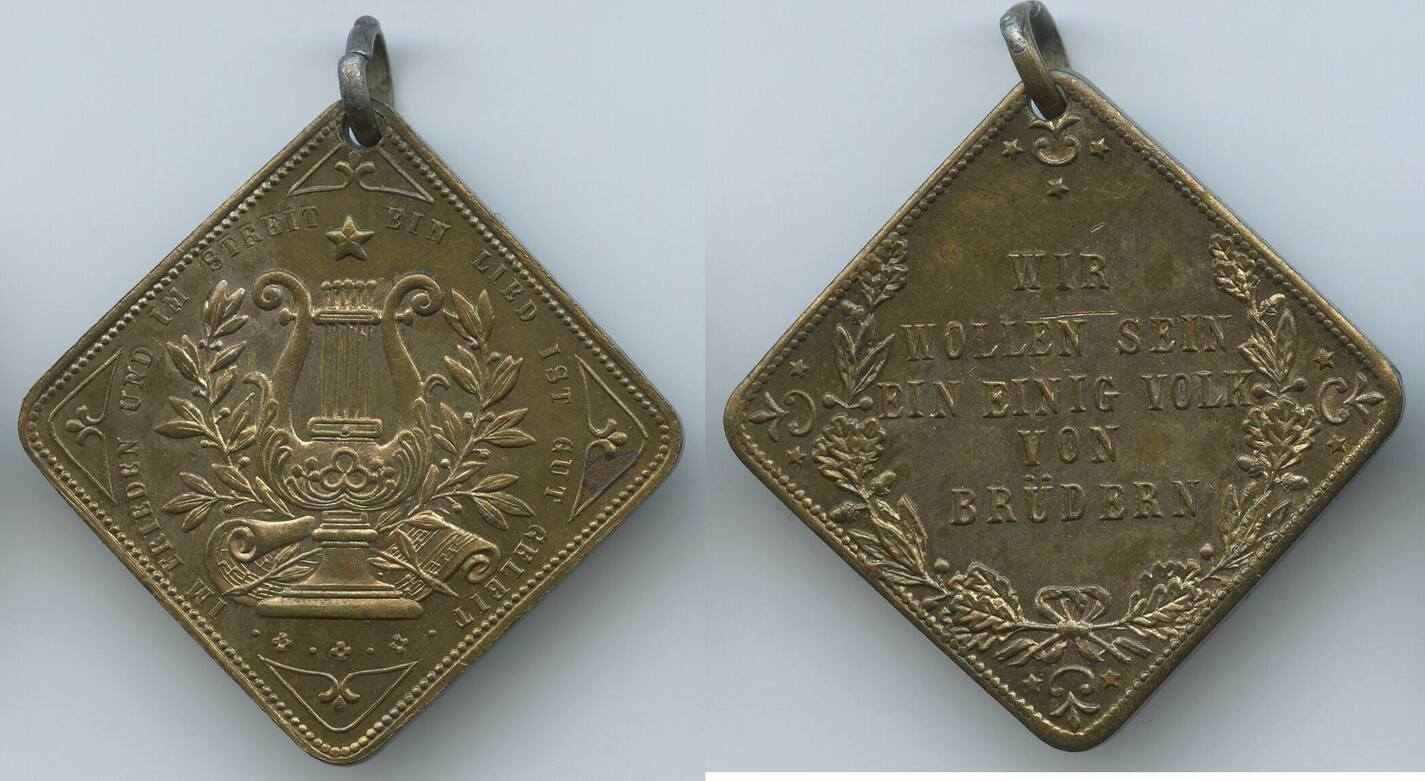 IM FRIEDEN UND IM STREIT EIN LIED IST GUT GELEIT
WIR
WOLLEN SEIN
EIN EINIG VOLK
VON
BRÜDERN